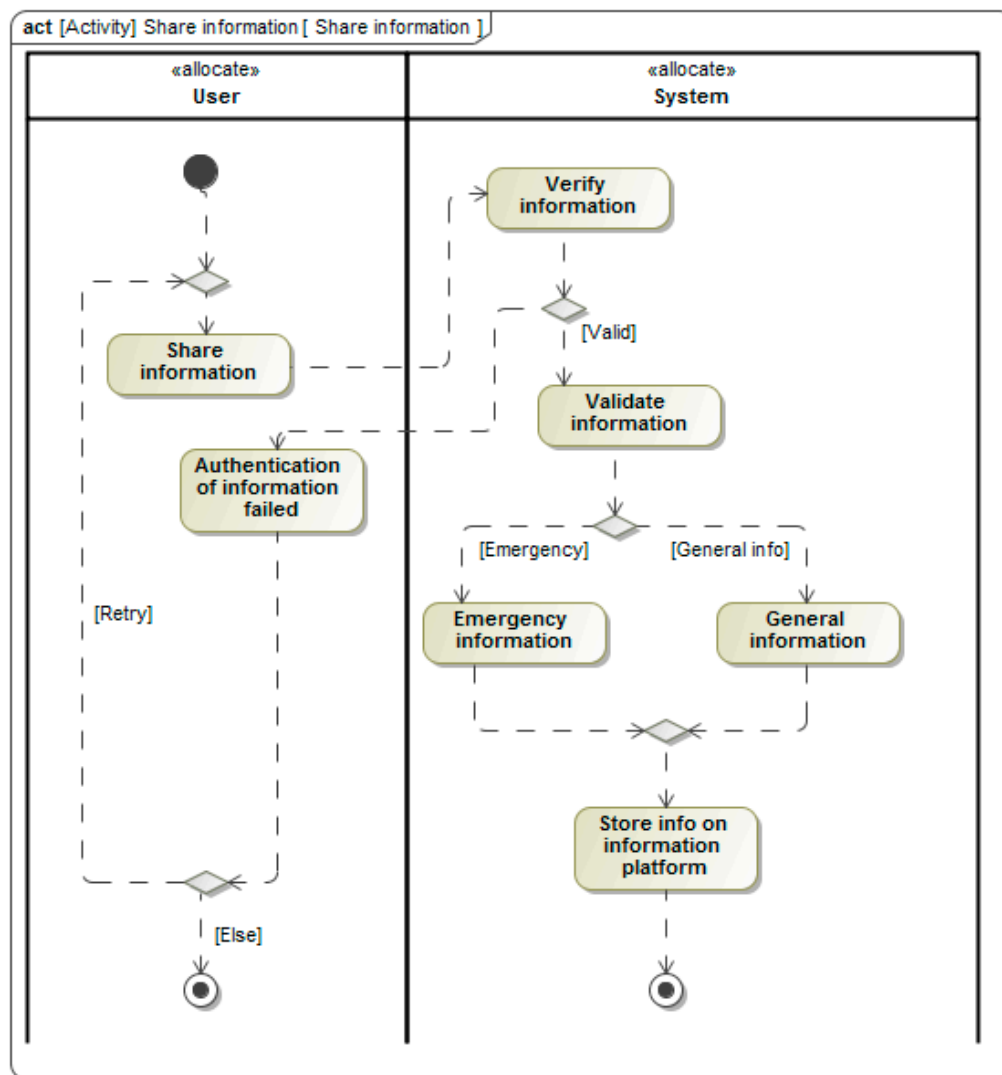 act [Activity] Share information [ Share information ]
«allocate»
User
«allocate»
System
Verify
information
[Valid]
Share
information
Validate
information
Authentication
of information
failed
[Emergency]
[General info]
Emergency
information
General
information
[Retry]
Store info on
information
platform
[Else]